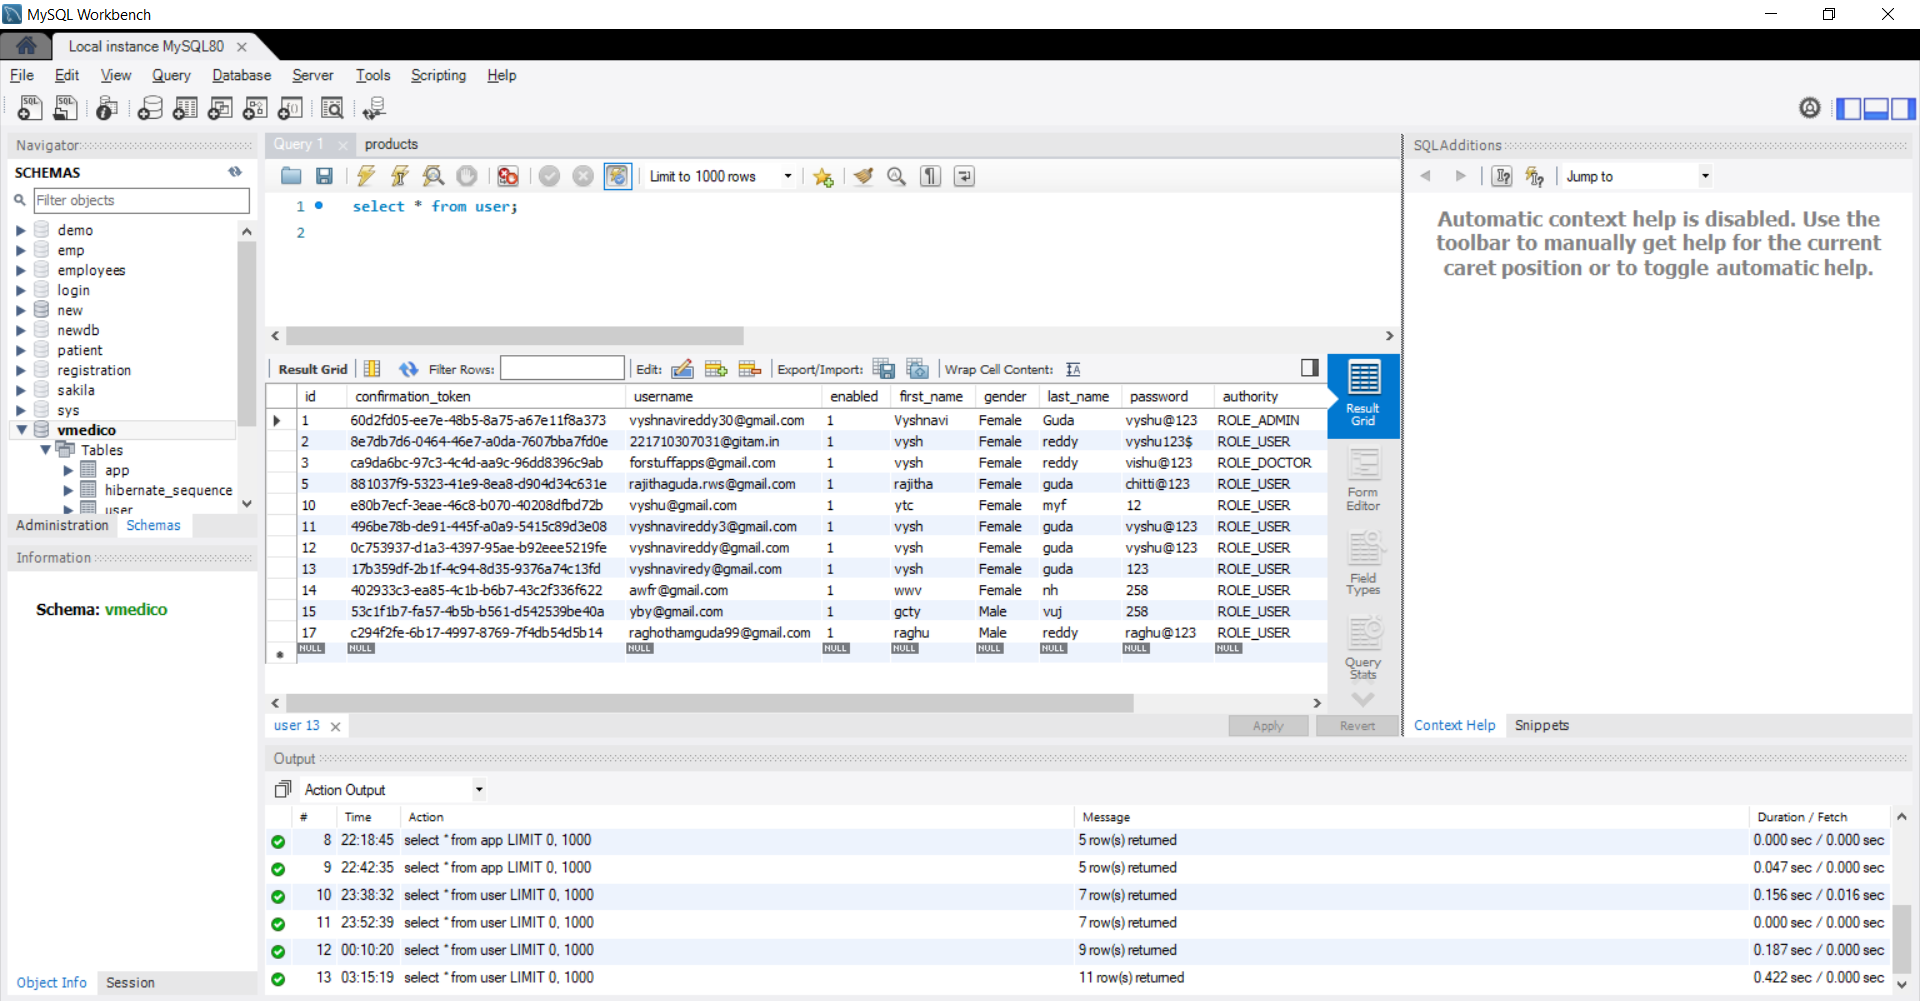 MySQL Workbench
Local instance MySQL80
File Edit View Query Database Server Tools Scripting Help
Navigator
SCHEMAS
Filter objects
demo
emp
employees
login
new
newdb
patient
registration
sakila
sys
vmedico
Tables
app
hibernate_sequence
user
Administration Schemas
Information
Schema: vmedico
Object Info Session
Query 1 products
Limit to 1000 rows
1 select * from user;
2
Result Grid Filter Rows: Edit: Export/Import: Wrap Cell Content:
id confirmation_token username enabled first_name gender last_name password authority
1 60d2fd05-ee7e-48b5-8a75-a67e11f8a373 vyshnavireddy30@gmail.com 1 Vyshnavi Female Guda vyshu@123 ROLE_ADMIN
2 8e7db7d6-0464-46e7-a0da-7607bba7fd0e 221710307031@gitam.in 1 vysh Female reddy vyshu123$ ROLE_USER
3 ca9da6bc-97c3-4c4d-aa9c-96dd8396c9ab forstuffapps@gmail.com 1 vysh Female reddy vishu@123 ROLE_DOCTOR
5 881037f9-5323-41e9-8ea8-d904d34c631e rajithaguda.rws@gmail.com 1 rajitha Female guda chitti@123 ROLE_USER
10 e80b7ecf-3eae-46c8-b070-40208dfbd72b vyshu@gmail.com 1 ytc Female myf 12 ROLE_USER
11 496be78b-de91-445f-a0a9-5415c89d3e08 vyshnavireddy3@gmail.com 1 vysh Female guda vyshu@123 ROLE_USER
12 0c753937-d1a3-4397-95ae-b92eee5219fe vyshnavireddy@gmail.com 1 vysh Female guda vyshu@123 ROLE_USER
13 17b359df-2b1f-4c94-8d35-9376a74c13fd vyshnaviredy@gmail.com 1 vysh Female guda 123 ROLE_USER
14 402933c3-ea85-4c1b-b6b7-43c2f336f622 awfr@gmail.com 1 wwv Female nh 258 ROLE_USER
15 53c1f1b7-fa57-4b5b-b561-d542539be40a yby@gmail.com 1 gcty Male vuj 258 ROLE_USER
17 c294f2fe-6b17-4997-8769-7f4db54d5b14 raghothamguda99@gmail.com 1 raghu Male reddy raghu@123 ROLE_USER
NULL NULL NULL NULL NULL NULL NULL NULL NULL
Result
Grid
Form
Editor
Field
Types
Query
Stats
user 13 Apply Revert
SQLAdditions
Jump to
Automatic context help is disabled. Use the
toolbar to manually get help for the current
caret position or to toggle automatic help.
Context Help Snippets
Output
Action Output
# Time Action Message Duration / Fetch
8 22:18:45 select * from app LIMIT 0, 1000 5 row(s) returned 0.000 sec / 0.000 sec
9 22:42:35 select * from app LIMIT 0, 1000 5 row(s) returned 0.047 sec / 0.000 sec
10 23:38:32 select * from user LIMIT 0, 1000 7 row(s) returned 0.156 sec / 0.016 sec
11 23:52:39 select * from user LIMIT 0, 1000 7 row(s) returned 0.000 sec / 0.000 sec
12 00:10:20 select * from user LIMIT 0, 1000 9 row(s) returned 0.187 sec / 0.000 sec
13 03:15:19 select * from user LIMIT 0, 1000 11 row(s) returned 0.422 sec / 0.000 sec